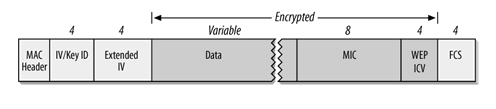 Encrypted
4 4 Variable 8 4 4
MAC Header IV/Key ID Extended IV Data MIC WEP ICV FCS